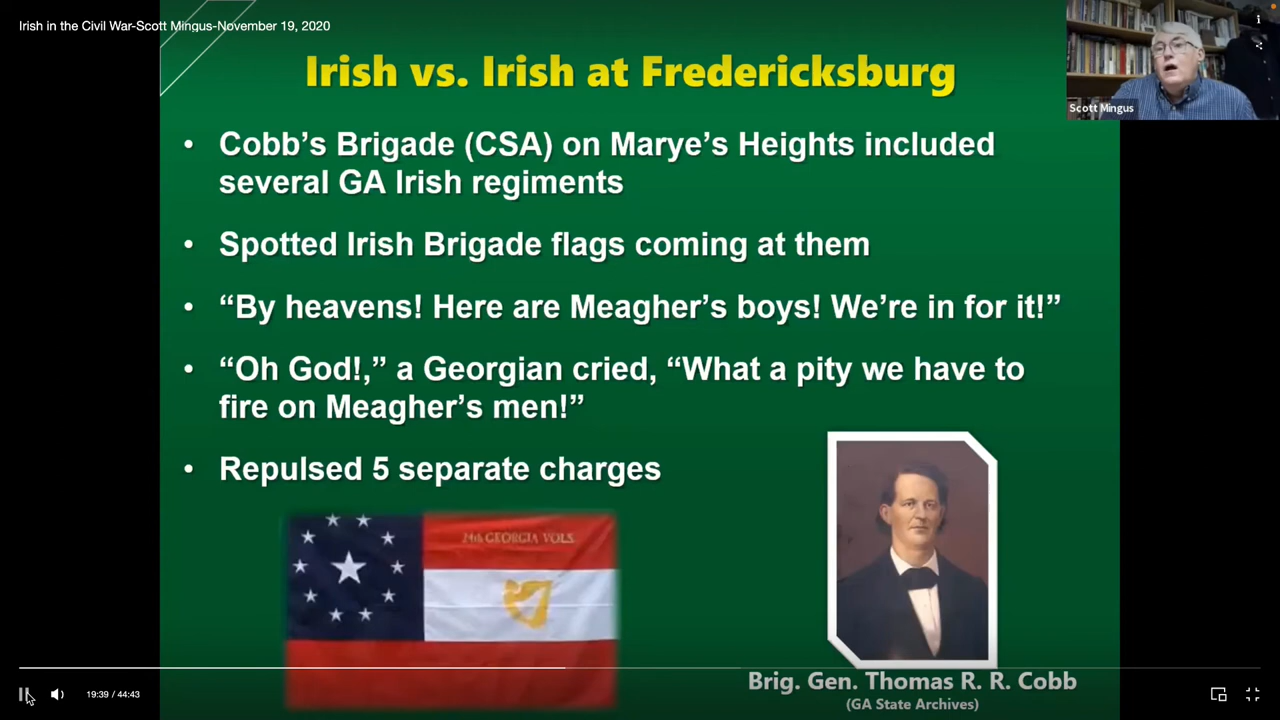 Irish in the Civil War-Scott Mingus-November 19, 2020
Irish vs. Irish at Fredericksburg
Scott Mingus
• Cobb's Brigade (CSA) on Marye's Heights included
several GA Irish regiments
• Spotted Irish Brigade flags coming at them
• “By heavens! Here are Meagher's boys! We're in for it!”
• “Oh God!,” a Georgian cried, “What a pity we have to
fire on Meagher's men!”
• Repulsed 5 separate charges
24th GEORGIA VOLS.
Brig. Gen. Thomas R. R. Cobb
(GA State Archives)
19:39 / 44:43